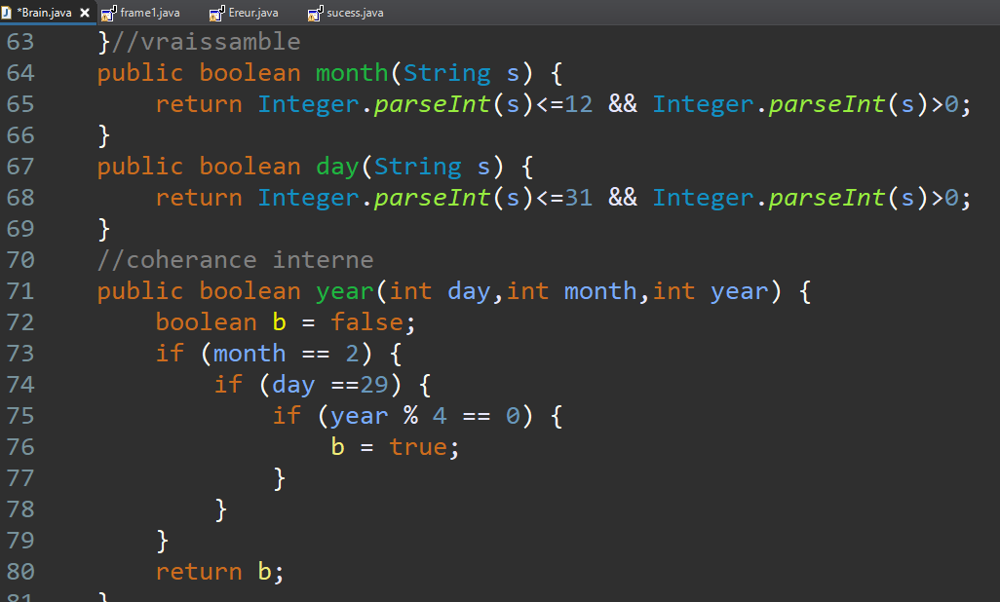 *Brain.java frame1.java Ereur.java sucess.java
63 }//vraissamble
64 public boolean month(String s) {
65 return Integer.parseInt(s)<=12 && Integer.parseInt(s)>0;
66 }
67 public boolean day(String s) {
68 return Integer.parseInt(s)<=31 && Integer.parseInt(s)>0;
69 }
70 //coherance interne
71 public boolean year(int day,int month,int year) {
72 boolean b = false;
73 if (month == 2) {
74 if (day ==29) {
75 if (year % 4 == 0) {
76 b = true;
77 }
78 }
79 }
80 return b;
81 }